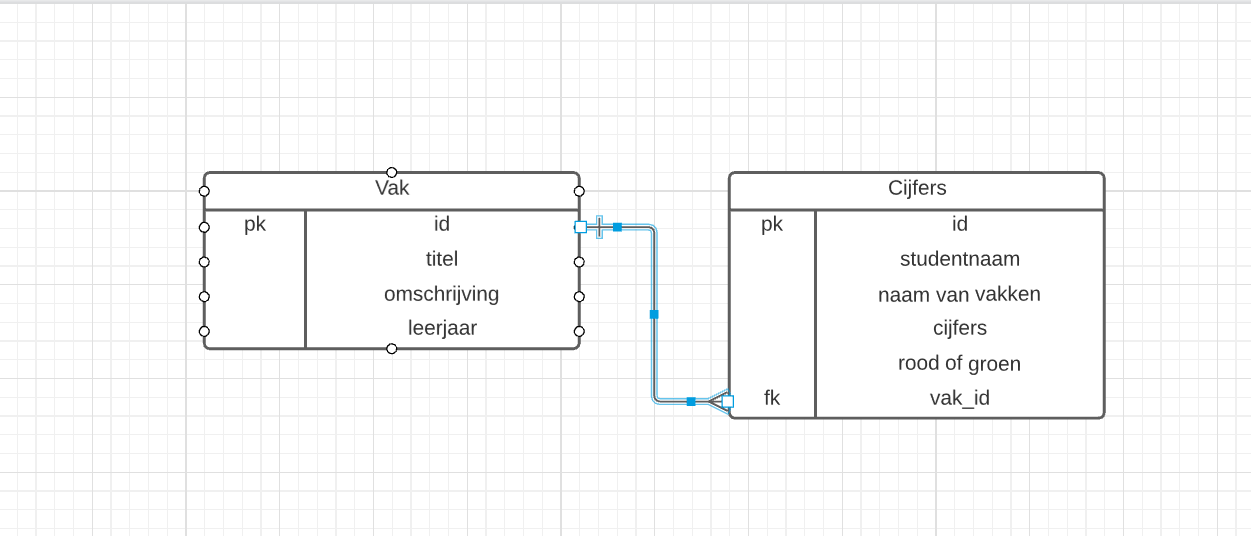 Vak
pk id
titel
omschrijving
leerjaar
Cijfers
pk id
studentnaam
naam van vakken
cijfers
rood of groen
fk vak_id